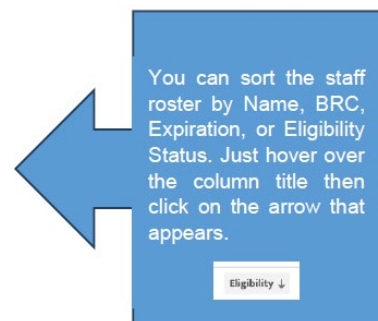 You can sort the staff
roster by Name, BRC,
Expiration, or Eligibility
Status. Just hover over
the column title then
click on the arrow that
appears.
Eligibility ↓